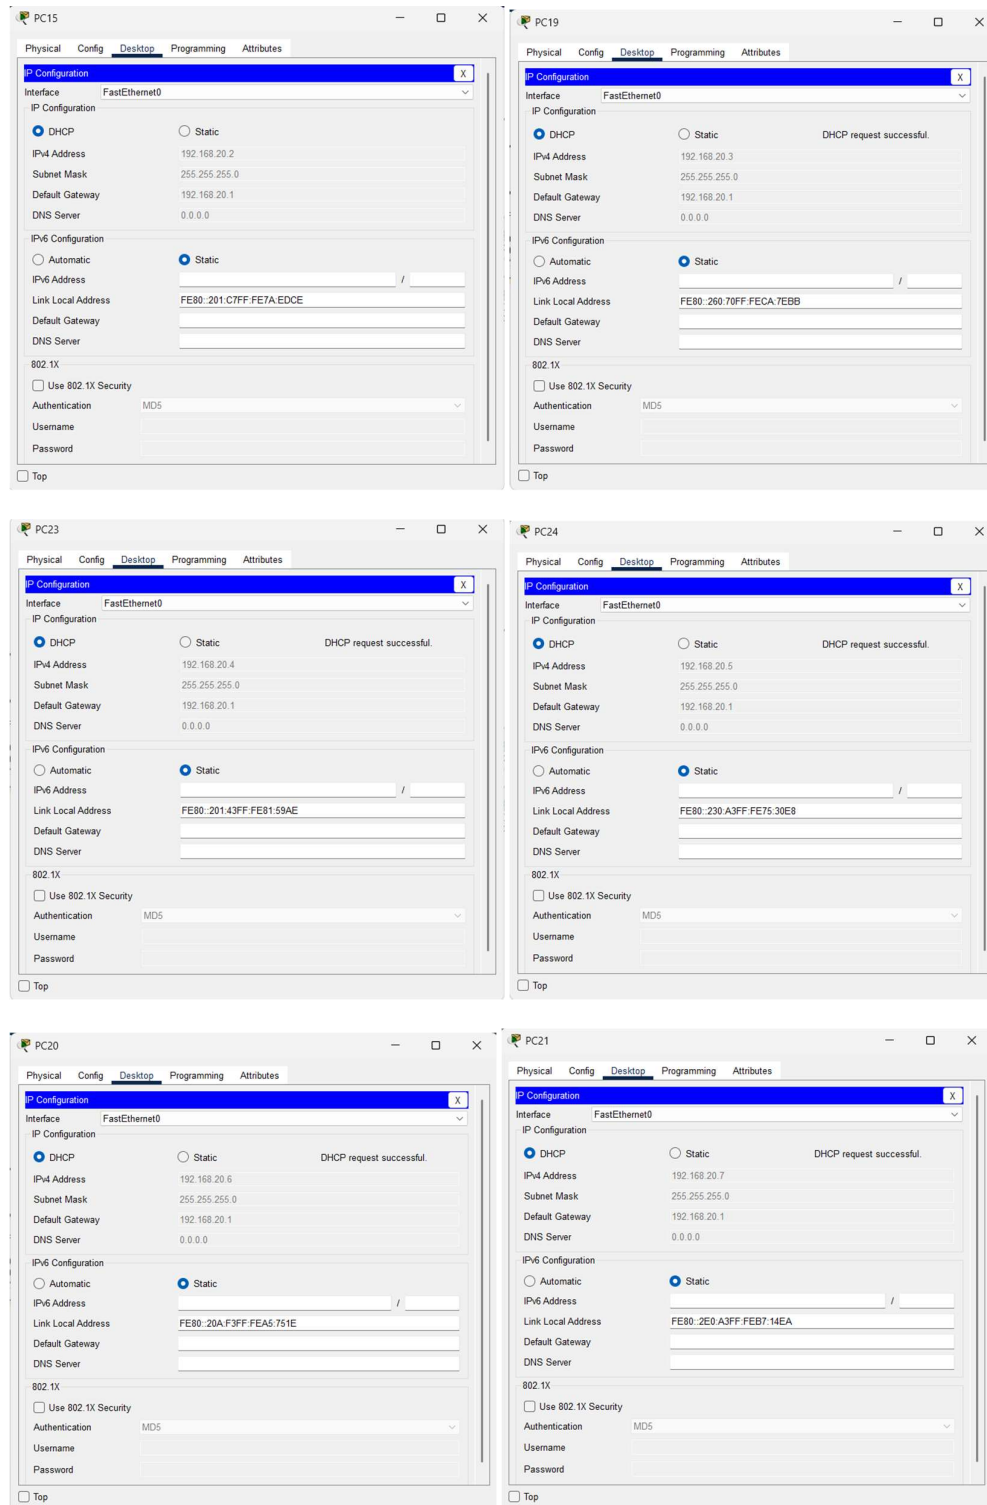 PC15
Physical Config Desktop Programming Attributes
IP Configuration X
Interface FastEthernet0
IP Configuration
DHCP Static
IPv4 Address 192.168.20.2
Subnet Mask 255.255.255.0
Default Gateway 192.168.20.1
DNS Server 0.0.0.0
IPv6 Configuration
Automatic Static
IPv6 Address /
Link Local Address FE80::201:C7FF:FE7A:EDCE
Default Gateway
DNS Server
802.1X
Use 802.1X Security
Authentication MD5
Username
Password
Top
PC19
Physical Config Desktop Programming Attributes
IP Configuration X
Interface FastEthernet0
IP Configuration
DHCP Static DHCP request successful.
IPv4 Address 192.168.20.3
Subnet Mask 255.255.255.0
Default Gateway 192.168.20.1
DNS Server 0.0.0.0
IPv6 Configuration
Automatic Static
IPv6 Address /
Link Local Address FE80::260:70FF:FECA:7EBB
Default Gateway
DNS Server
802.1X
Use 802.1X Security
Authentication MD5
Username
Password
Top
PC23
Physical Config Desktop Programming Attributes
IP Configuration X
Interface FastEthernet0
IP Configuration
DHCP Static DHCP request successful.
IPv4 Address 192.168.20.4
Subnet Mask 255.255.255.0
Default Gateway 192.168.20.1
DNS Server 0.0.0.0
IPv6 Configuration
Automatic Static
IPv6 Address /
Link Local Address FE80::201:43FF:FE81:59AE
Default Gateway
DNS Server
802.1X
Use 802.1X Security
Authentication MD5
Username
Password
Top
PC24
Physical Config Desktop Programming Attributes
IP Configuration X
Interface FastEthernet0
IP Configuration
DHCP Static DHCP request successful.
IPv4 Address 192.168.20.5
Subnet Mask 255.255.255.0
Default Gateway 192.168.20.1
DNS Server 0.0.0.0
IPv6 Configuration
Automatic Static
IPv6 Address /
Link Local Address FE80::230:A3FF:FE75:30E8
Default Gateway
DNS Server
802.1X
Use 802.1X Security
Authentication MD5
Username
Password
Top
PC20
Physical Config Desktop Programming Attributes
IP Configuration X
Interface FastEthernet0
IP Configuration
DHCP Static DHCP request successful.
IPv4 Address 192.168.20.6
Subnet Mask 255.255.255.0
Default Gateway 192.168.20.1
DNS Server 0.0.0.0
IPv6 Configuration
Automatic Static
IPv6 Address /
Link Local Address FE80::20A:F3FF:FEA5:751E
Default Gateway
DNS Server
802.1X
Use 802.1X Security
Authentication MD5
Username
Password
Top
PC21
Physical Config Desktop Programming Attributes
IP Configuration X
Interface FastEthernet0
IP Configuration
DHCP Static DHCP request successful.
IPv4 Address 192.168.20.7
Subnet Mask 255.255.255.0
Default Gateway 192.168.20.1
DNS Server 0.0.0.0
IPv6 Configuration
Automatic Static
IPv6 Address /
Link Local Address FE80::2E0:A3FF:FEB7:14EA
Default Gateway
DNS Server
802.1X
Use 802.1X Security
Authentication MD5
Username
Password
Top